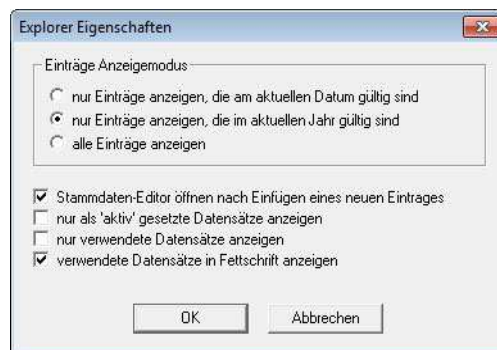 Explorer Eigenschaften
Einträge Anzeigemodus
nur Einträge anzeigen, die am aktuellen Datum gültig sind
nur Einträge anzeigen, die im aktuellen Jahr gültig sind
alle Einträge anzeigen
Stammdaten-Editor öffnen nach Einfügen eines neuen Eintrages
nur als 'aktiv' gesetzte Datensätze anzeigen
nur verwendete Datensätze anzeigen
verwendete Datensätze in Fettschrift anzeigen
OK Abbrechen